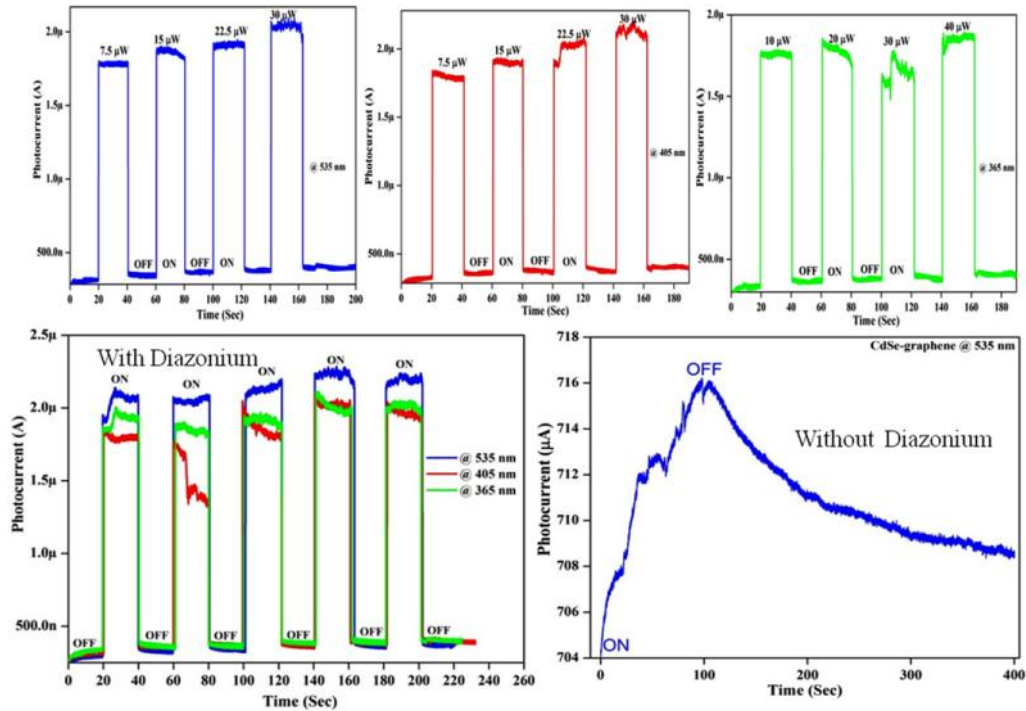 2.0µ
1.5µ
1.0µ
500.0n
Photocurrent (A)
7.5 µW
15 µW
22.5 µW
30 µW
@ 535 nm
OFF
ON
OFF
ON
0 20 40 60 80 100 120 140 160 180 200
Time (Sec)
2.0µ
1.5µ
1.0µ
500.0n
Photocurrent (A)
7.5 µW
15 µW
22.5 µW
30 µW
@ 405 nm
OFF
ON
OFF
ON
0 20 40 60 80 100 120 140 160 180
Time (Sec)
2.0µ
1.5µ
1.0µ
500.0n
Photocurrent (A)
10 µW
20 µW
30 µW
40 µW
@ 365 nm
OFF
ON
OFF
ON
0 20 40 60 80 100 120 140 160 180
Time (Sec)
2.5µ
2.0µ
1.5µ
1.0µ
500.0n
Photocurrent (A)
With Diazonium
ON
ON
ON
ON
ON
@ 535 nm
@ 405 nm
@ 365 nm
OFF
OFF
OFF
OFF
OFF
OFF
0 20 40 60 80 100 120 140 160 180 200 220 240 260
Time (Sec)
718
716
714
712
710
708
706
704
Photocurrent (µA)
CdSe-graphene @ 535 nm
OFF
Without Diazonium
ON
0 100 200 300 400
Time (Sec)